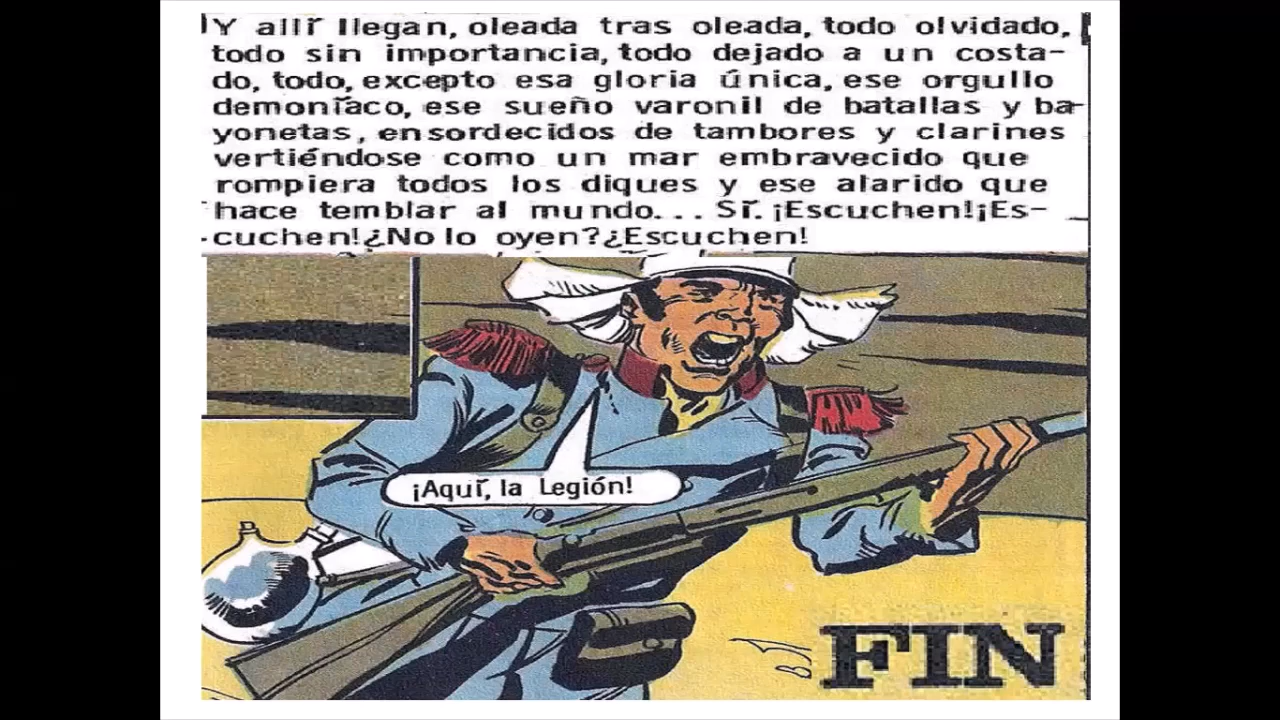 Y allí llegan, oleada tras oleada, todo olvidado,
todo sin importancia, todo dejado a un costa-
do, todo, excepto esa gloria única, ese orgullo
demoníaco, ese sueño varonil de batallas y ba-
yonetas, ensordecidos de tambores y clarines
vertiéndose como un mar embravecido que
rompiera todos los diques y ese alarido que
hace temblar al mundo... Sí. ¡Escuchen!¡Es-
cuchen!¿No lo oyen?¿Escuchen!
¡Aquí, la Legión!
FIN